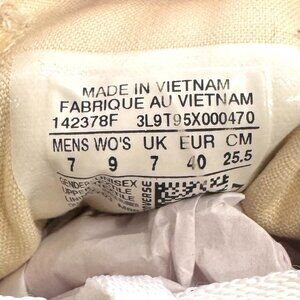 MADE IN VIETNAM
FABRIQUE AU VIETNAM
142378F 3L9T95X000470
MENS WO'S UK EUR CM
7 9 7 40 25.5
UNISEX